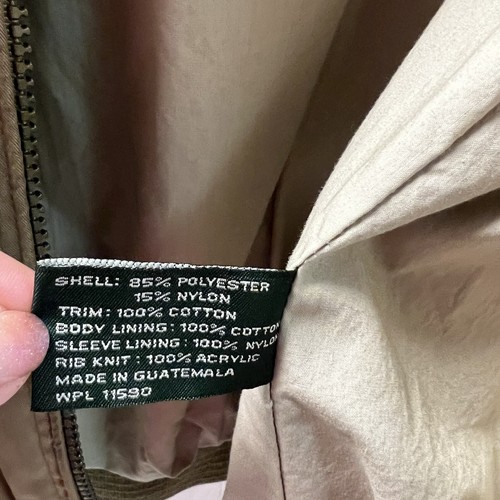 SHELL: 85% POLYESTER
15% NYLON
TRIM: 100% COTTON
BODY LINING: 100% COTTON
SLEEVE LINING: 100% NYLON
RIB KNIT: 100% ACRYLIC
MADE IN GUATEMALA
WPL 11590